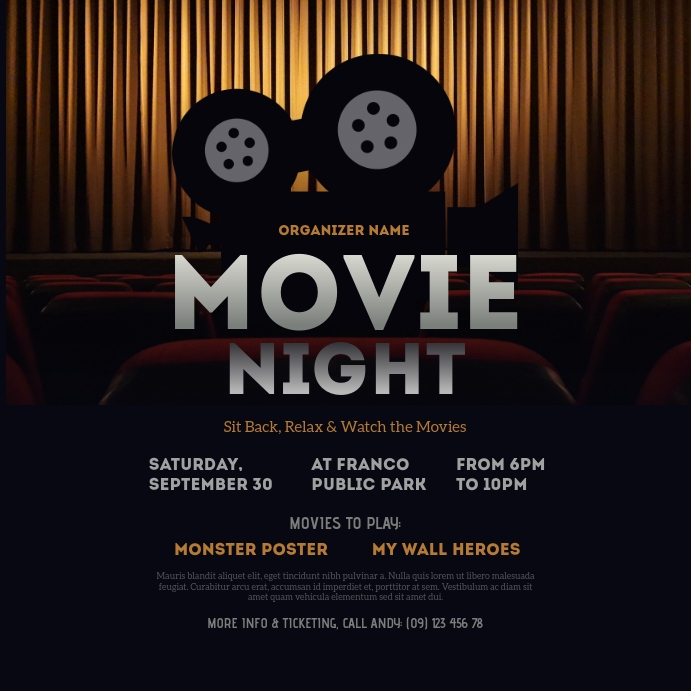 ORGANIZER NAME
MOVIE
NIGHT
Sit Back, Relax & Watch the Movies
SATURDAY,
SEPTEMBER 30
AT FRANCO
PUBLIC PARK
FROM 6PM
TO 10PM
MOVIES TO PLAY:
MONSTER POSTER
MY WALL HEROES
Mauris blandit aliquet elit, eget tincidunt nibh pulvinar a. Nulla quis lorem ut libero malesuada
feugiat. Curabitur arcu erat, accumsan id imperdiet et, porttitor at sem. Vestibulum ac diam sit
amet quam vehicula elementum sed sit amet dui.
MORE INFO & TICKETING, CALL ANDY: (09) 123 456 78